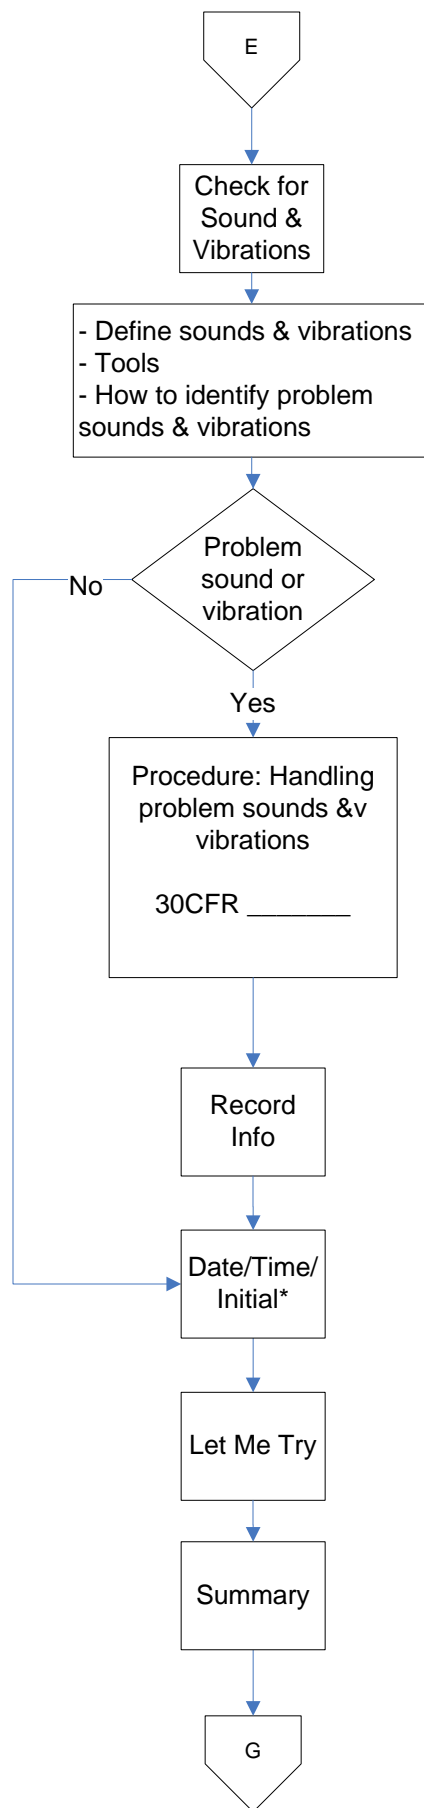 E
Check for
Sound &
Vibrations
- Define sounds & vibrations
- Tools
- How to identify problem
sounds & vibrations
Problem
sound or
vibration
No
Yes
Procedure: Handling
problem sounds &v
vibrations
30CFR _______
Record
Info
Date/Time/
Initial*
Let Me Try
Summary
G